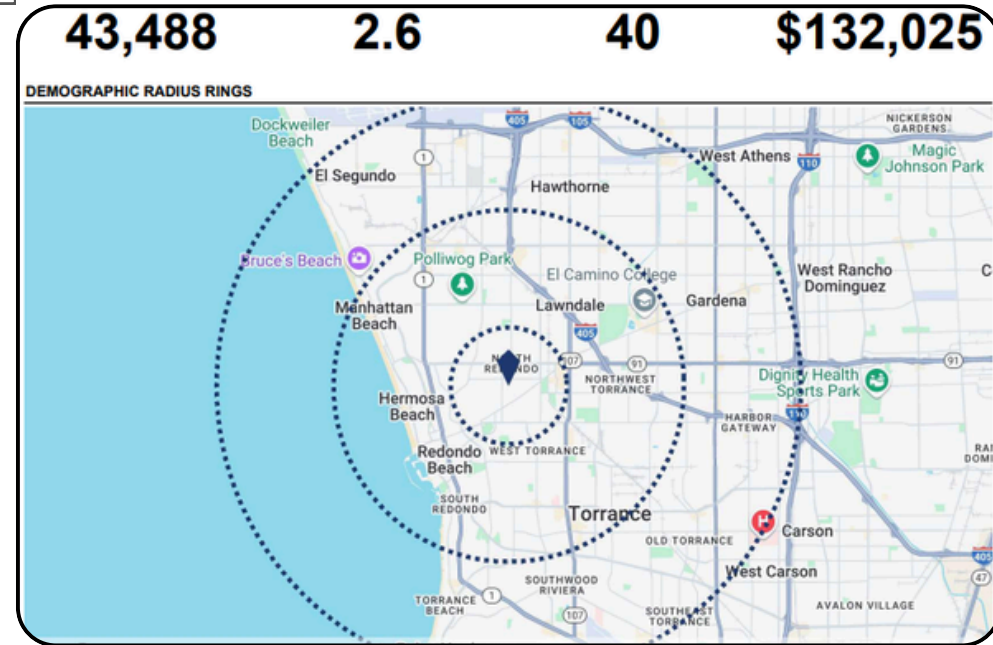 43,488 2.6 40 $132,025
DEMOGRAPHIC RADIUS RINGS
405
105
NICKERSON
GARDENS
Dockweiler
Beach
1
West Athens
110
Magic
Johnson Park
El Segundo
Hawthorne
Bruce's Beach
Polliwog Park
El Camino College
West Rancho
Dominguez
C
1
Manhattan
Beach
Lawndale
Gardena
405
NORTH
REDONDO
107
91
91
NORTHWEST
TORRANCE
Dignity Health
Sports Park
Hermosa
Beach
110
HARBOR
GATEWAY
Redondo
Beach
WEST TORRANCE
RAN
DOMI
SOUTH
REDONDO
Torrance
H
Carson
OLD TORRANCE
405
West Carson
47
SOUTHWOOD
RIVIERA
TORRANCE
BEACH
1
107
SOUTHEAST
TORRANCE
AVALON VILLAGE